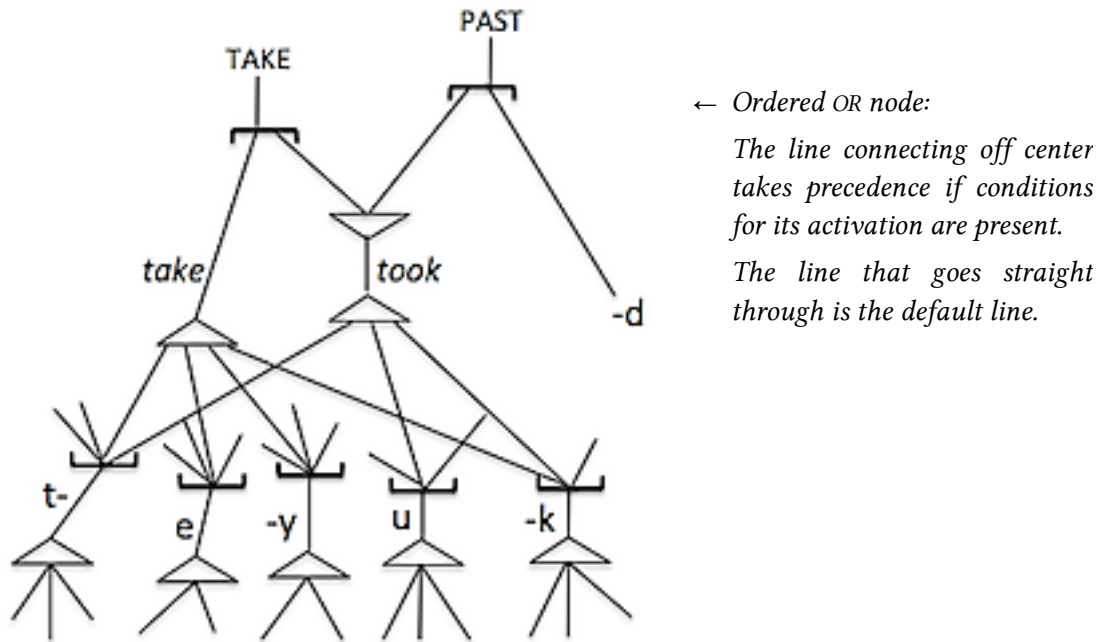 PAST
TAKE
← Ordered OR node:
The line connecting off center
takes precedence if conditions
for its activation are present.
The line that goes straight
through is the default line.
take
took
-d
t-
e
-y
u
-k